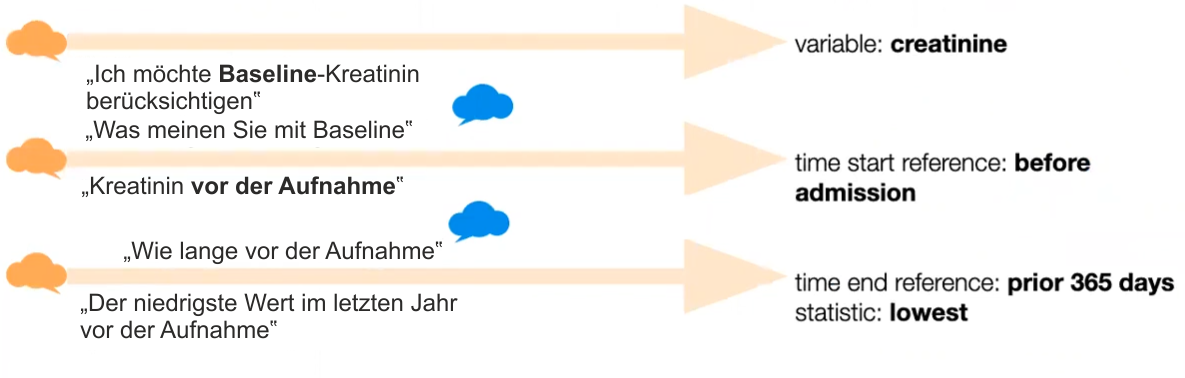 variable: creatinine
„Ich möchte Baseline-Kreatinin
berücksichtigen‟
„Was meinen Sie mit Baseline‟
time start reference: before
admission
„Kreatinin vor der Aufnahme‟
„Wie lange vor der Aufnahme‟
time end reference: prior 365 days
statistic: lowest
„Der niedrigste Wert im letzten Jahr
vor der Aufnahme‟